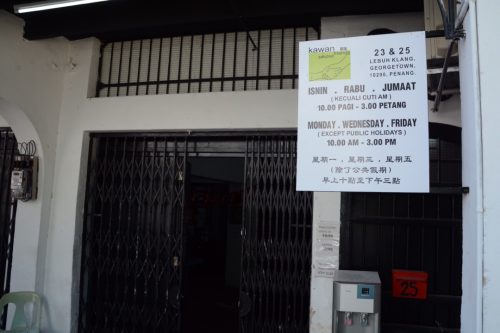 kawan
23 & 25
LEBUH KLANG,
GEORGETOWN,
10200, PENANG.
ISNIN . RABU . JUMAAT
( KECUALI CUTI AM )
10.00 PAGI - 3.00 PETANG
MONDAY . WEDNESDAY . FRIDAY
( EXCEPT PUBLIC HOLIDAYS )
10.00 AM - 3.00 PM
星期一 . 星期三 . 星期五
(除了公共假期)
早上十點至下午三點
25